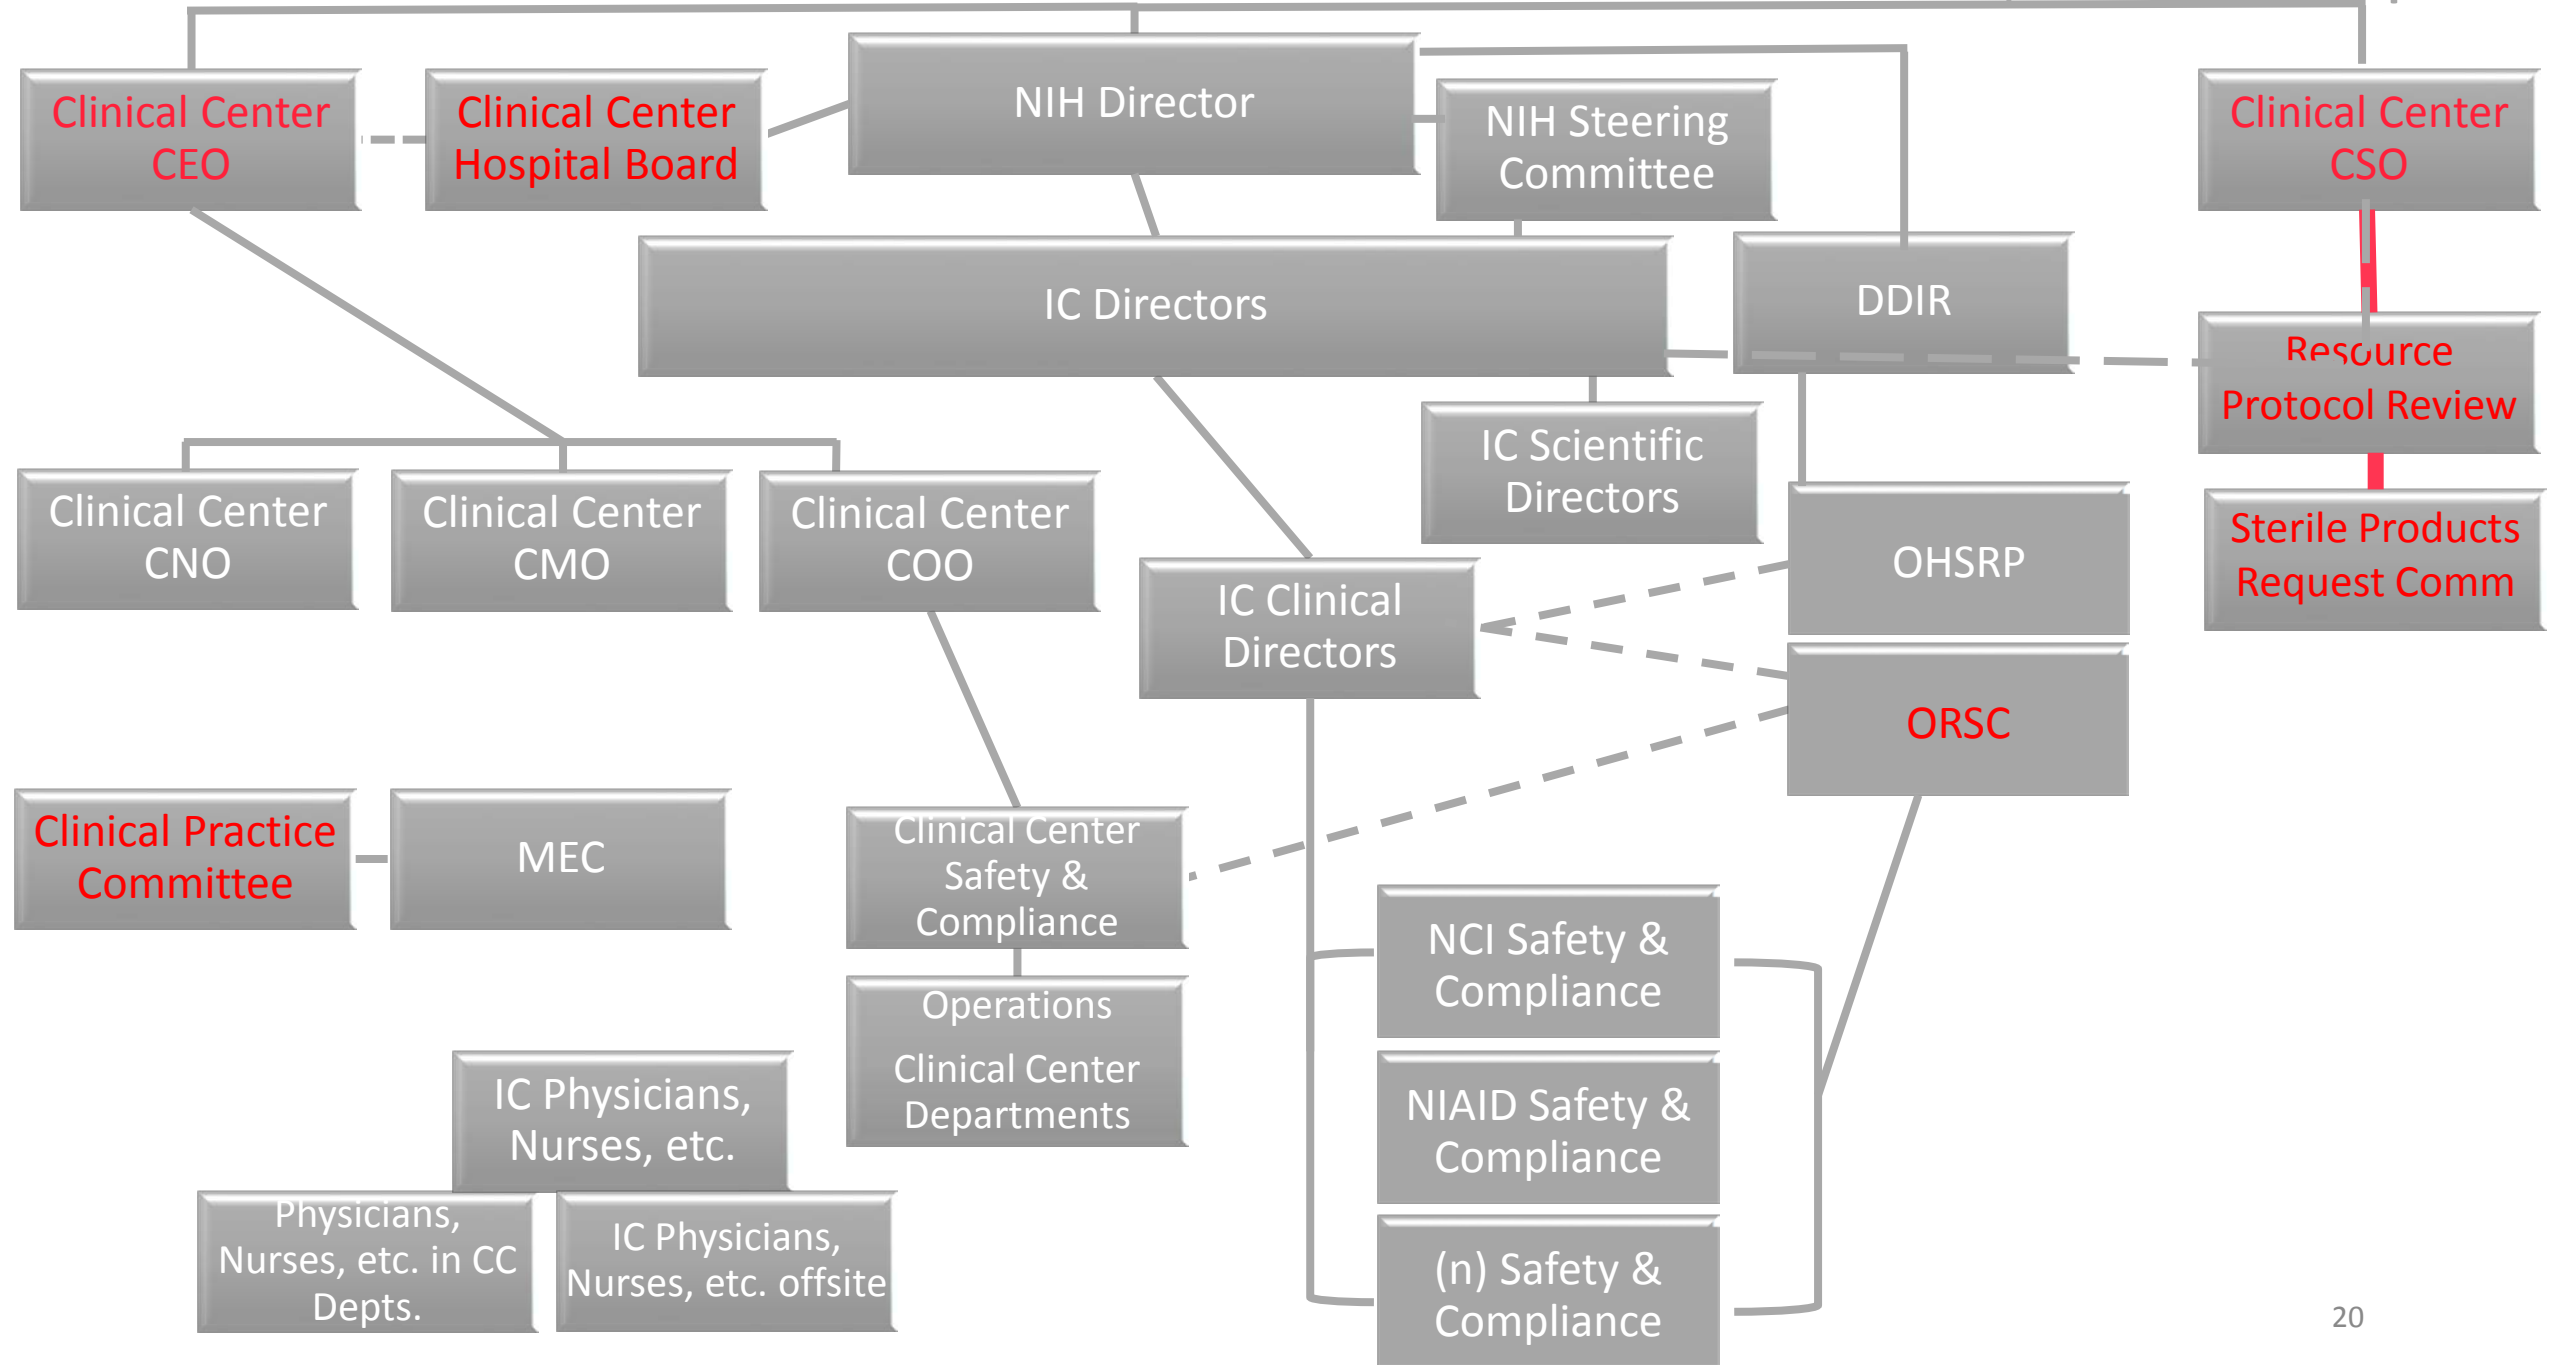 Clinical Center
CEO
Clinical Center
Hospital Board
NIH Director
NIH Steering
Committee
Clinical Center
CSO
IC Directors
DDIR
Resource
Protocol Review
IC Scientific
Directors
Sterile Products
Request Comm
Clinical Center
CNO
Clinical Center
CMO
Clinical Center
COO
IC Clinical
Directors
OHSRP
ORSC
Clinical Practice
Committee
MEC
Clinical Center
Safety &
Compliance
Operations
Clinical Center
Departments
NCI Safety &
Compliance
NIAID Safety &
Compliance
(n) Safety &
Compliance
IC Physicians,
Nurses, etc.
Physicians,
Nurses, etc. in CC
Depts.
IC Physicians,
Nurses, etc. offsite
20